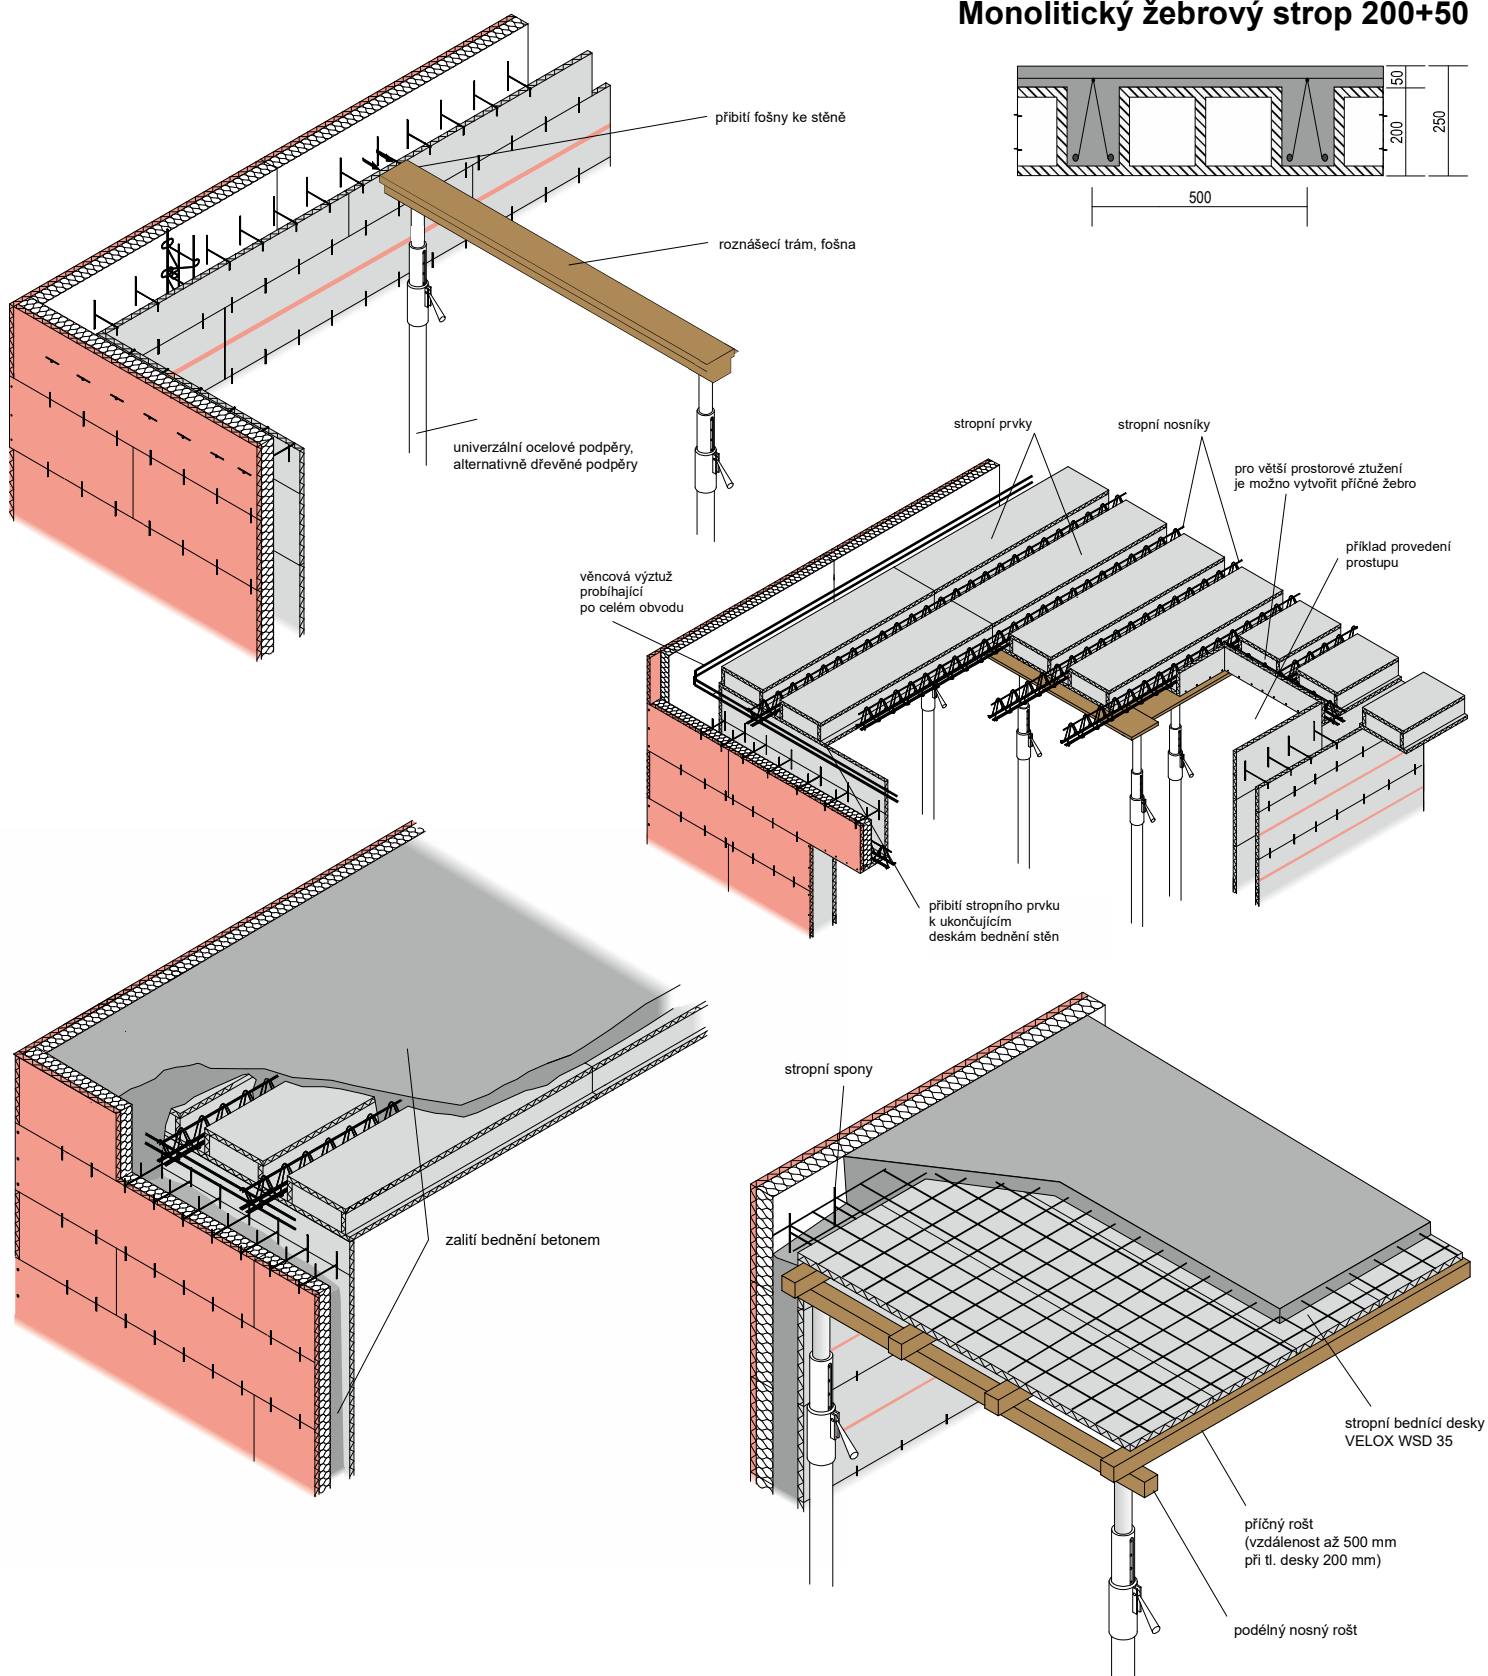 Monolitický žebrový strop 200+50
50
200
250
500
přibití fošny ke stěně
roznášecí trám, fošna
univerzální ocelové podpěry,
alternativně dřevěné podpěry
stropní prvky
stropní nosníky
pro větší prostorové ztužení
je možno vytvořit příčné žebro
příklad provedení
prostupu
věncová výztuž
probíhající
po celém obvodu
přibití stropního prvku
k ukončujícím
deskám bednění stěn
zalití bednění betonem
stropní spony
stropní bednící desky
VELOX WSD 35
příčný rošt
(vzdálenost až 500 mm
při tl. desky 200 mm)
podélný nosný rošt